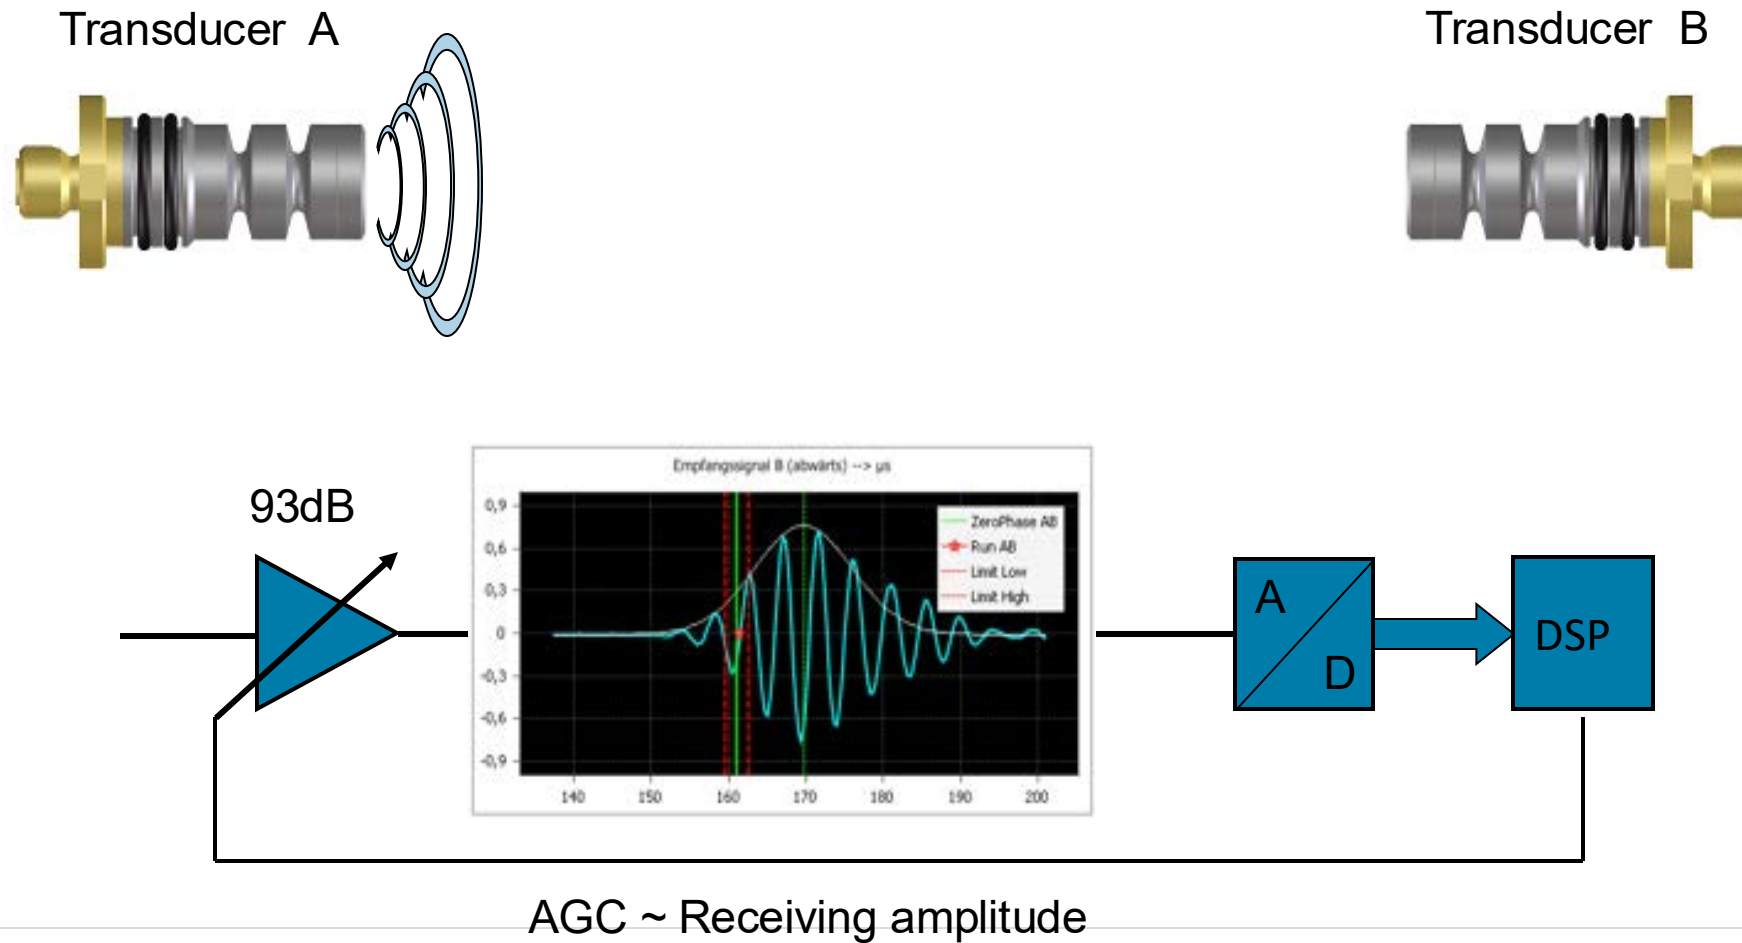 Transducer A
Transducer B
93dB
Empfangssignal B (abwärts) --> µs
0,9
0,6
0,3
0
-0,3
-0,6
-0,9
140 150 160 170 180 190 200
ZeroPhase AB
Run AB
Limit Low
Limit High
A
D
DSP
AGC ~ Receiving amplitude